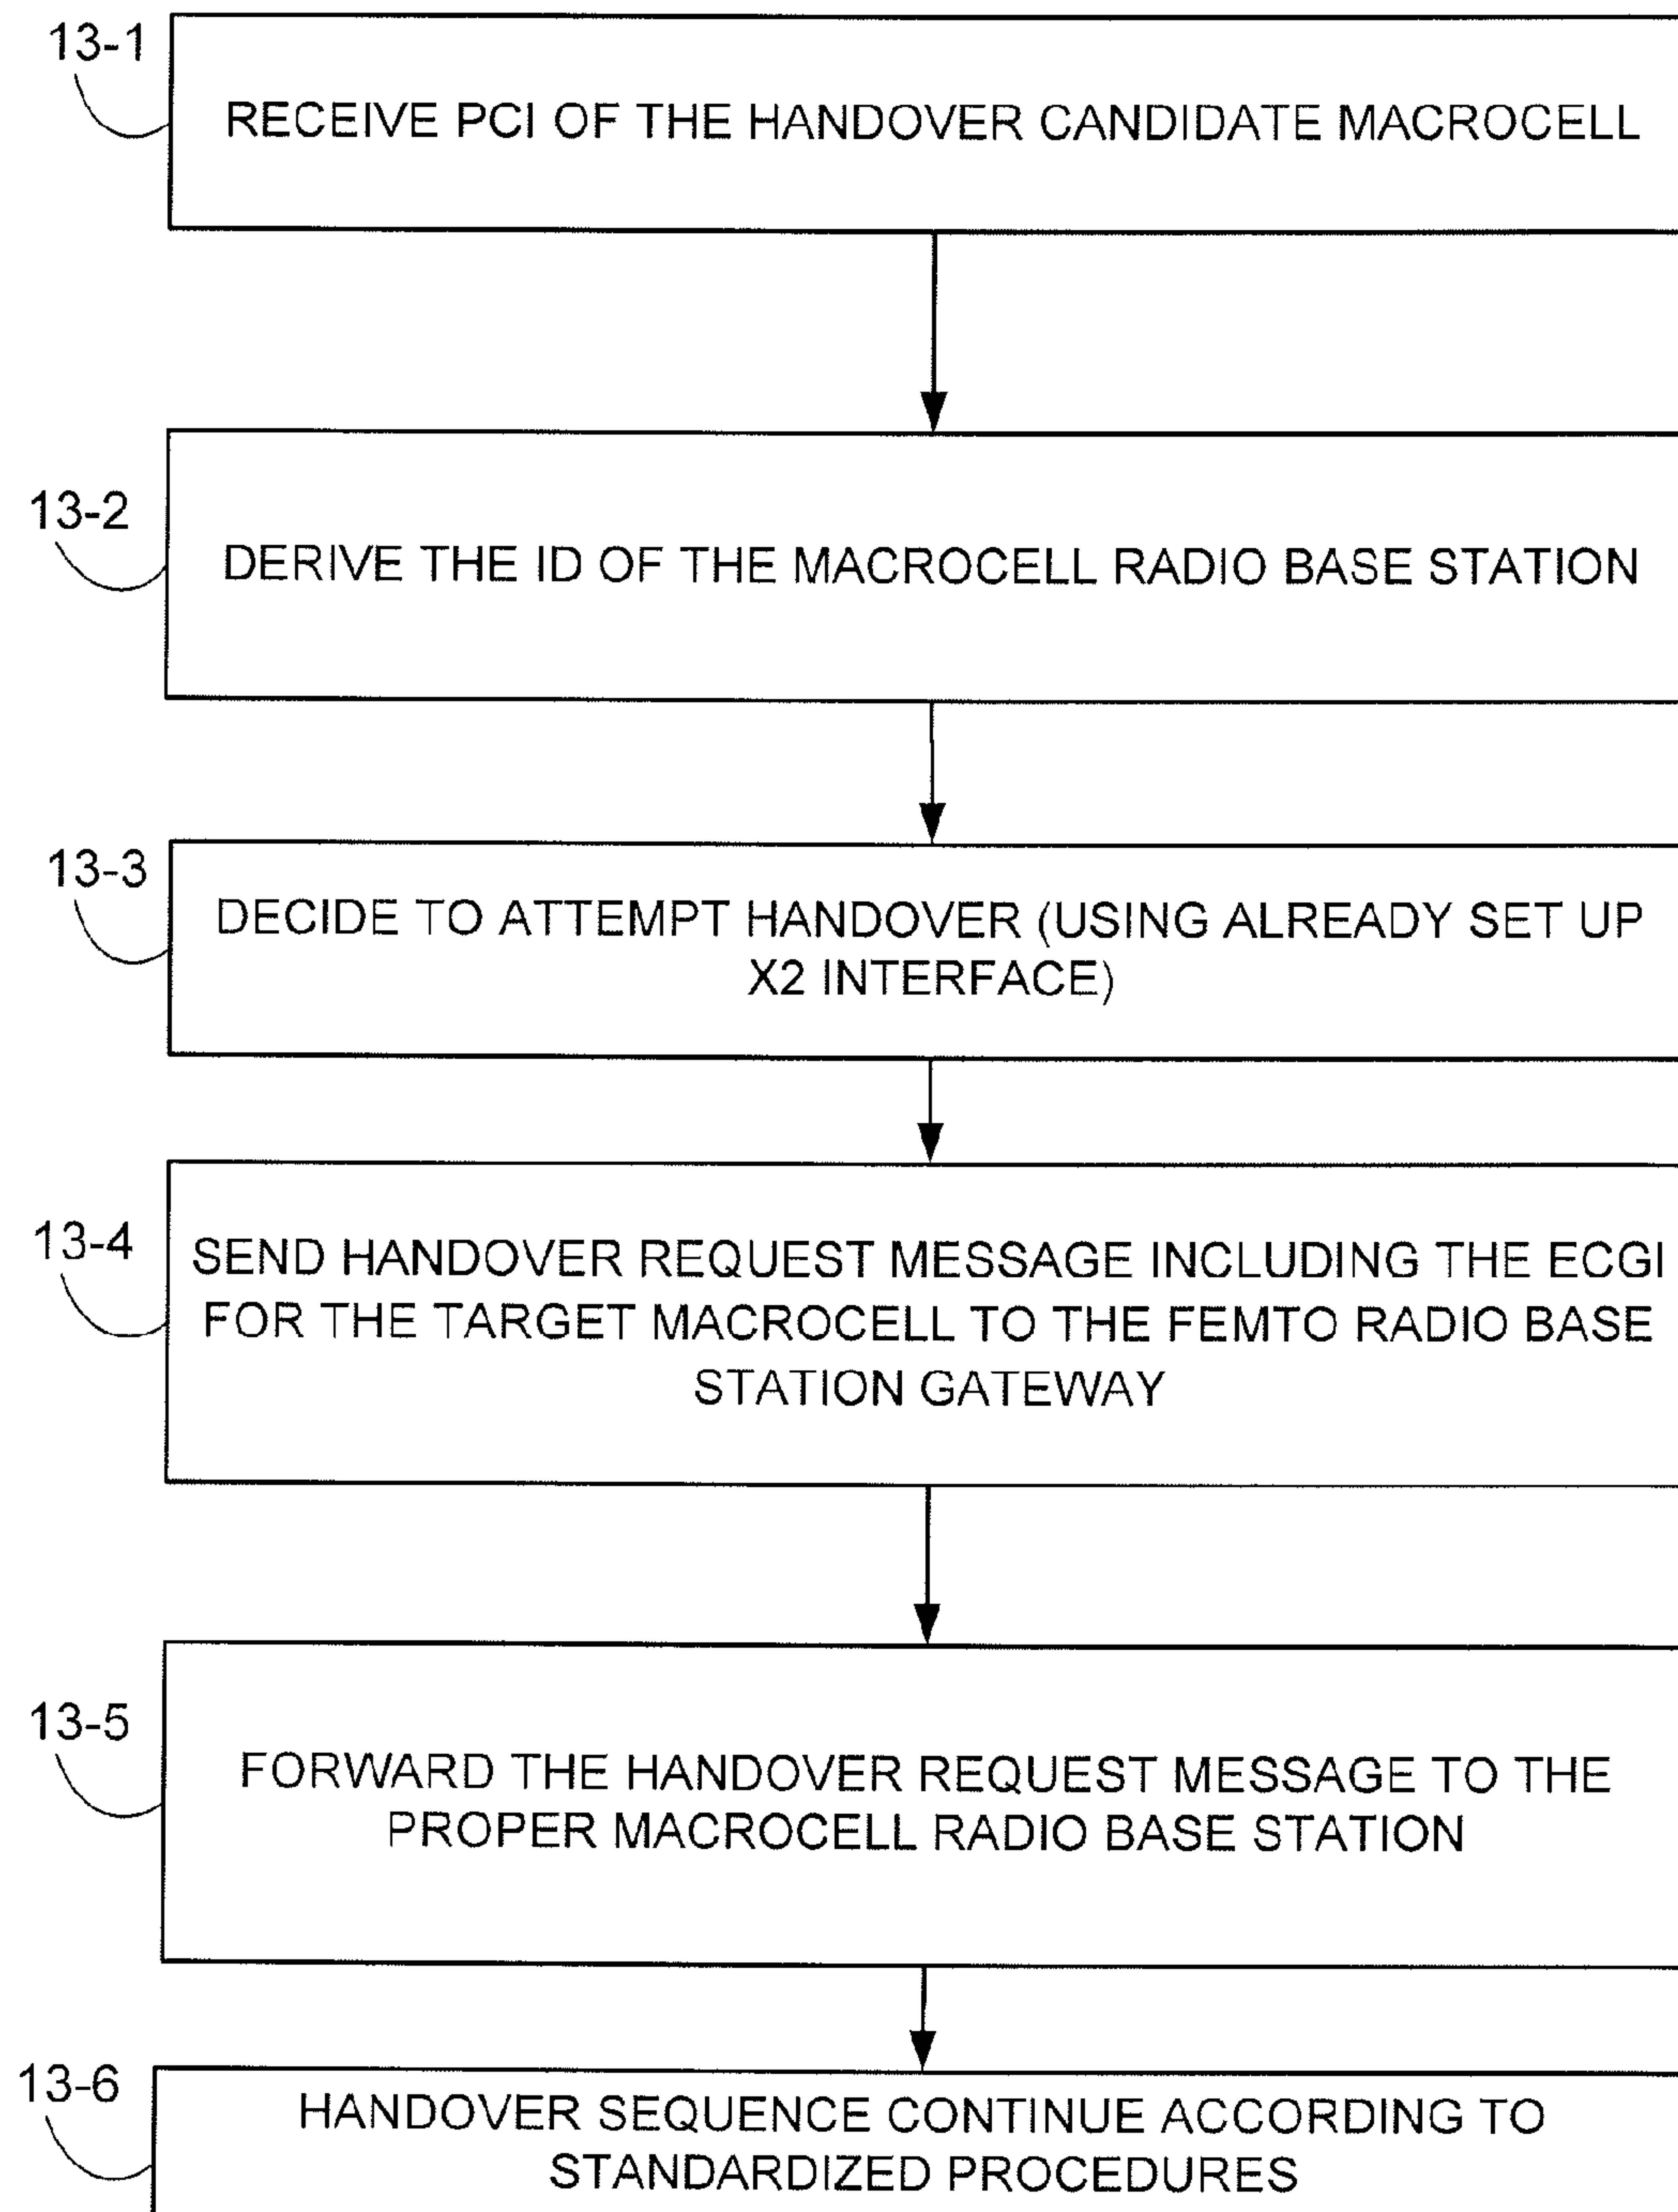 13-1
RECEIVE PCI OF THE HANDOVER CANDIDATE MACROCELL
13-2
DERIVE THE ID OF THE MACROCELL RADIO BASE STATION
13-3
DECIDE TO ATTEMPT HANDOVER (USING ALREADY SET UP
X2 INTERFACE)
13-4
SEND HANDOVER REQUEST MESSAGE INCLUDING THE ECGI
FOR THE TARGET MACROCELL TO THE FEMTO RADIO BASE
STATION GATEWAY
13-5
FORWARD THE HANDOVER REQUEST MESSAGE TO THE
PROPER MACROCELL RADIO BASE STATION
13-6
HANDOVER SEQUENCE CONTINUE ACCORDING TO
STANDARDIZED PROCEDURES